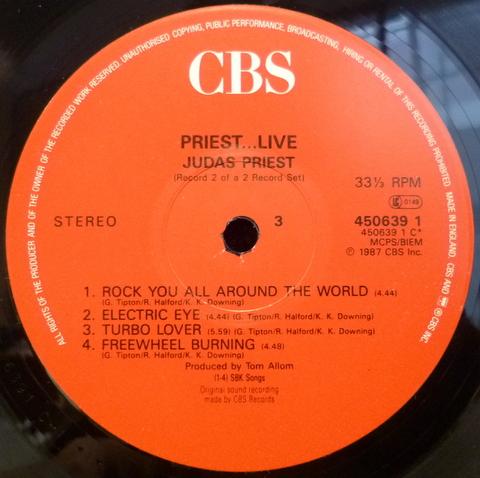 ALL RIGHTS OF THE PRODUCER AND OF THE OWNER OF THE RECORDED WORK RESERVED. UNAUTHORISED COPYING, PUBLIC PERFORMANCE, BROADCASTING, HIRING OR RENTAL OF THIS RECORDING PROHIBITED. MADE IN ENGLAND. CBS AND ARE ℗ CBS INC.
CBS
PRIEST...LIVE
JUDAS PRIEST
(Record 2 of a 2 Record Set)
33⅓ RPM
LC 0149
STEREO
3
450639 1
450639 1 C*
MCPS/BIEM
℗ 1987 CBS Inc.
1. ROCK YOU ALL AROUND THE WORLD (4.44)
(G. Tipton/R. Halford/K. K. Downing)
2. ELECTRIC EYE (4.44) (G. Tipton/R. Halford/K. K. Downing)
3. TURBO LOVER (5.59) (G. Tipton/R. Halford/K. K. Downing)
4. FREEWHEEL BURNING (4.48)
(G. Tipton/R. Halford/K. K. Downing)
Produced by Tom Allom
(1-4) SBK Songs
Original sound recording
made by CBS Records